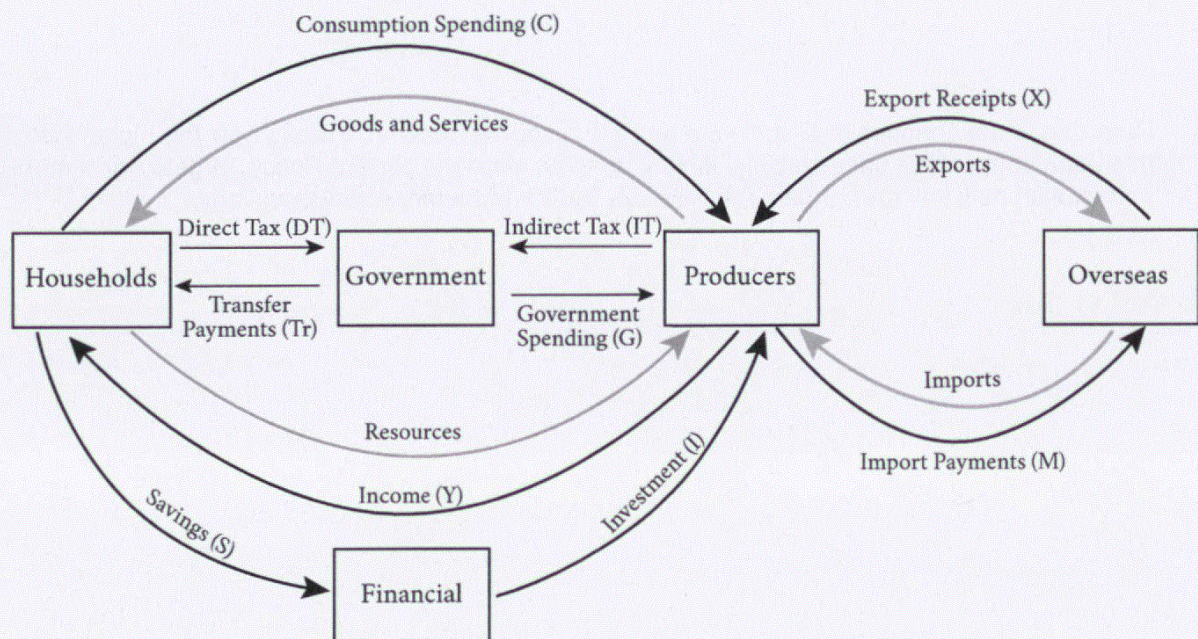 Consumption Spending (C)
Goods and Services
Export Receipts (X)
Exports
Direct Tax (DT)
Indirect Tax (IT)
Households
Government
Producers
Overseas
Transfer
Payments (Tr)
Government
Spending (G)
Imports
Resources
Import Payments (M)
Income (Y)
Savings (S)
Investment (I)
Financial